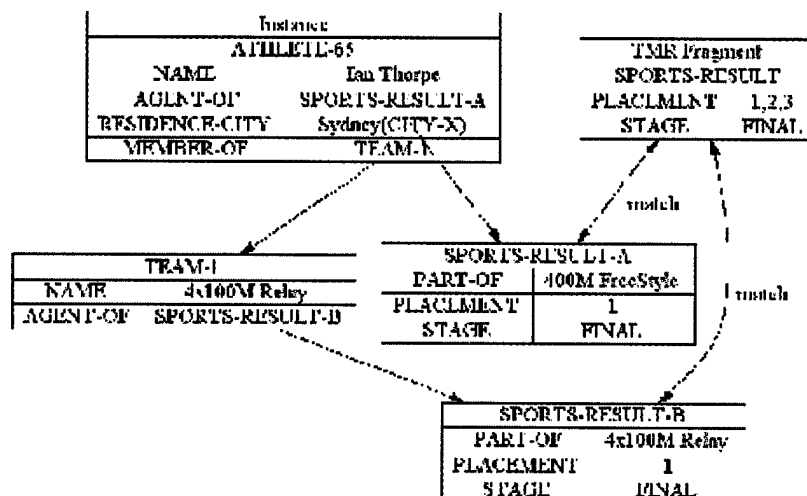 Instance
ATHLETE-65
NAME Ian Thorpe
AGENT-OF SPORTS-RESULT-A
RESIDENCE-CITY Sydney(CITY-X)
MEMBER-OF
TMR Fragment
SPORTS-RESULT
PLACEMENT 1,2,3
STAGE FINAL
match
TEAM-1
NAME 4x100M Relay
AGENT-OF SPORTS-RESULT-B
SPORTS-RESULT-A
PART-OF 400M FreeStyle
PLACEMENT 1
STAGE FINAL
match
SPORTS-RESULT-B
PART-OF 4x100M Relay
PLACEMENT 1
STAGE FINAL